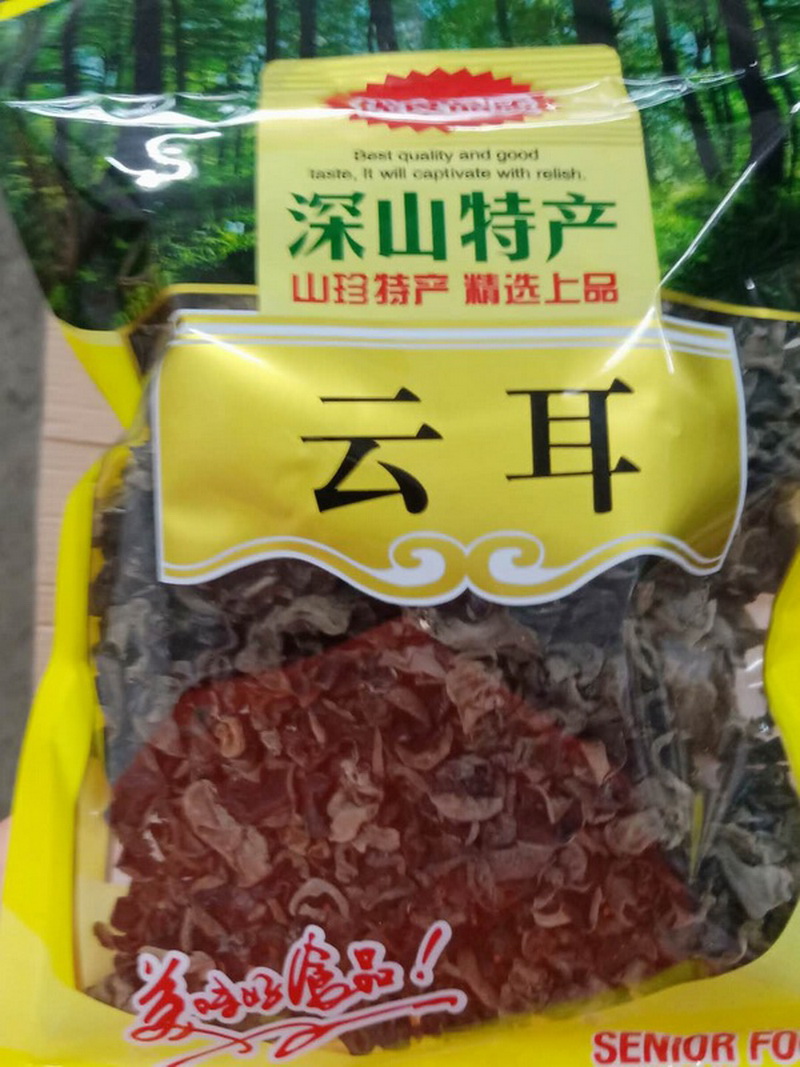 Best quality and good
taste, It will captivate with relish.
深山特产
山珍特产 精选上品
云耳
美味好食品!
SENIOR FO